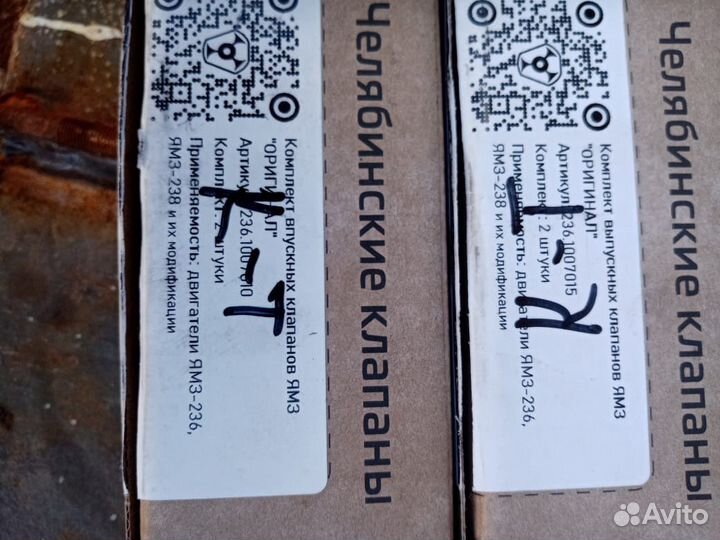 Челябинские клапаны
Комплект впускных клапанов ЯМЗ
"ОРИГИНАЛ"
Артикул 236.1007010
Комплект: 2 штуки
Применяемость: двигатели ЯМЗ-236,
ЯМЗ-238 и их модификации
К-Т
Челябинские клапаны
Комплект выпускных клапанов ЯМЗ
"ОРИГИНАЛ"
Артикул 236.1007015
Комплект: 2 штуки
Применяемость: двигатели ЯМЗ-236,
ЯМЗ-238 и их модификации
Avito